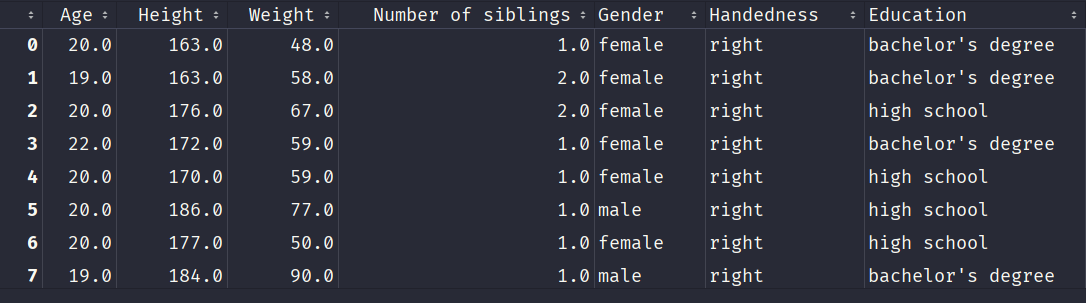 Age Height Weight Number of siblings Gender Handedness Education
0 20.0 163.0 48.0 1.0 female right bachelor's degree
1 19.0 163.0 58.0 2.0 female right bachelor's degree
2 20.0 176.0 67.0 2.0 female right high school
3 22.0 172.0 59.0 1.0 female right bachelor's degree
4 20.0 170.0 59.0 1.0 female right high school
5 20.0 186.0 77.0 1.0 male right high school
6 20.0 177.0 50.0 1.0 female right high school
7 19.0 184.0 90.0 1.0 male right bachelor's degree